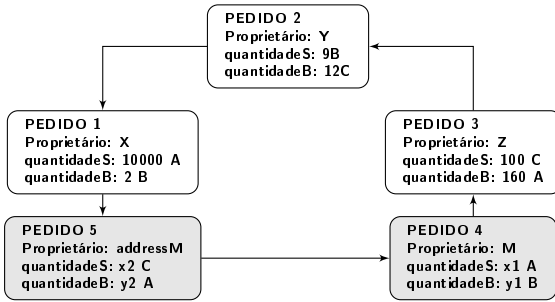 PEDIDO 2
Proprietário: Y
quantidadeS: 9B
quantidadeB: 12C
PEDIDO 1
Proprietário: X
quantidadeS: 10000 A
quantidadeB: 2 B
PEDIDO 3
Proprietário: Z
quantidadeS: 100 C
quantidadeB: 160 A
PEDIDO 5
Proprietário: addressM
quantidadeS: x2 C
quantidadeB: y2 A
PEDIDO 4
Proprietário: M
quantidadeS: x1 A
quantidadeB: y1 B